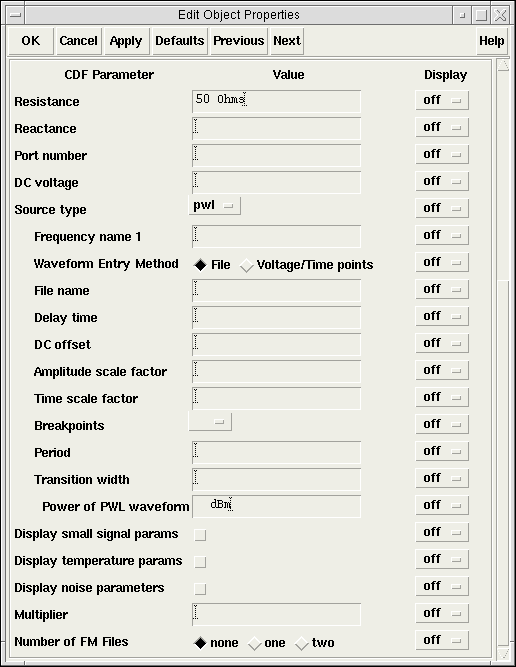 Edit Object Properties
OK Cancel Apply Defaults Previous Next Help
CDF Parameter Value Display
Resistance 50 Ohms off
Reactance off
Port number off
DC voltage off
Source type pwl off
Frequency name 1 off
Waveform Entry Method File Voltage/Time points off
File name off
Delay time off
DC offset off
Amplitude scale factor off
Time scale factor off
Breakpoints off
Period off
Transition width off
Power of PWL waveform dBm off
Display small signal params off
Display temperature params off
Display noise parameters off
Multiplier off
Number of FM Files none one two off